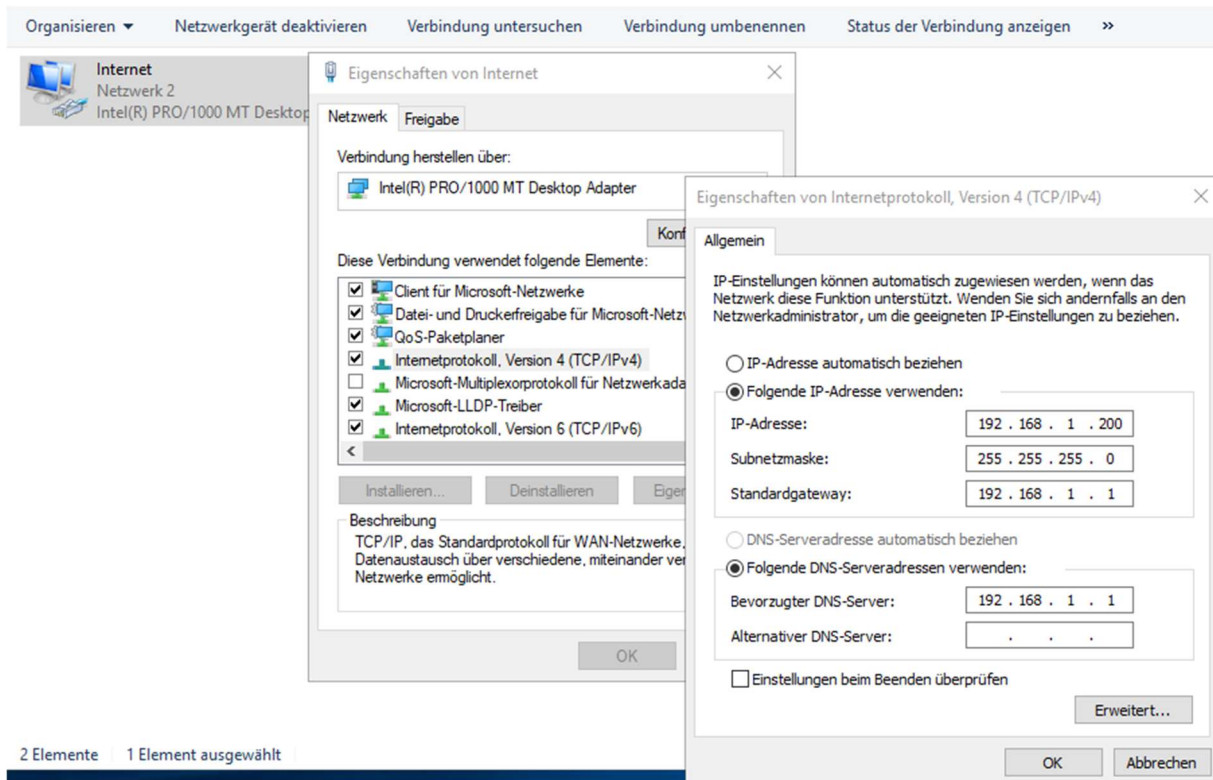 Organisieren Netzwerkgerät deaktivieren Verbindung untersuchen Verbindung umbenennen Status der Verbindung anzeigen »
Internet
Netzwerk 2
Intel(R) PRO/1000 MT Desktop
Eigenschaften von Internet
Netzwerk Freigabe
Verbindung herstellen über:
Intel(R) PRO/1000 MT Desktop Adapter
Konf
Diese Verbindung verwendet folgende Elemente:
Client für Microsoft-Netzwerke
Datei- und Druckerfreigabe für Microsoft-Netzw
QoS-Paketplaner
Internetprotokoll, Version 4 (TCP/IPv4)
Microsoft-Multiplexorprotokoll für Netzwerkada
Microsoft-LLDP-Treiber
Internetprotokoll, Version 6 (TCP/IPv6)
Installieren... Deinstallieren Eiger
Beschreibung
TCP/IP, das Standardprotokoll für WAN-Netzwerke,
Datenaustausch über verschiedene, miteinander ver
Netzwerke ermöglicht.
OK
Eigenschaften von Internetprotokoll, Version 4 (TCP/IPv4)
Allgemein
IP-Einstellungen können automatisch zugewiesen werden, wenn das
Netzwerk diese Funktion unterstützt. Wenden Sie sich andernfalls an den
Netzwerkadministrator, um die geeigneten IP-Einstellungen zu beziehen.
IP-Adresse automatisch beziehen
Folgende IP-Adresse verwenden:
IP-Adresse: 192 . 168 . 1 . 200
Subnetzmaske: 255 . 255 . 255 . 0
Standardgateway: 192 . 168 . 1 . 1
DNS-Serveradresse automatisch beziehen
Folgende DNS-Serveradressen verwenden:
Bevorzugter DNS-Server: 192 . 168 . 1 . 1
Alternativer DNS-Server: . . .
Einstellungen beim Beenden überprüfen
Erweitert...
OK Abbrechen
2 Elemente 1 Element ausgewählt